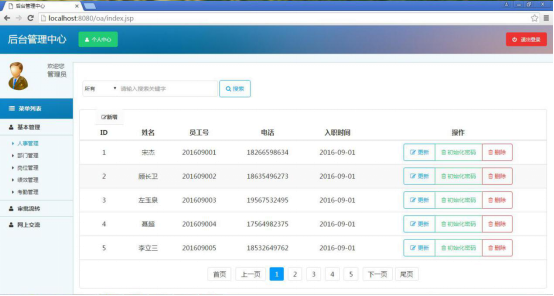 后台管理中心
localhost:8080/oa/index.jsp
后台管理中心
个人中心
退出登录
欢迎您
管理员
所有
请输入搜索关键字
搜索
菜单列表
新增
基本管理
ID 姓名 员工号 电话 入职时间 操作
人事管理
部门管理
岗位管理
绩效管理
考勤管理
审批流转
网上交流
1 宋杰 201609001 18266598634 2016-09-01 更新 初始化密码 删除
2 顾长卫 201609002 18635496273 2016-09-01 更新 初始化密码 删除
3 左玉泉 201609003 19567532495 2016-09-01 更新 初始化密码 删除
4 201609004 17564982375 2016-09-01 更新 初始化密码 删除
5 李立三 201609005 18532649762 2016-09-01 更新 初始化密码 删除
首页 上一页 1 2 3 4 5 下一页 尾页